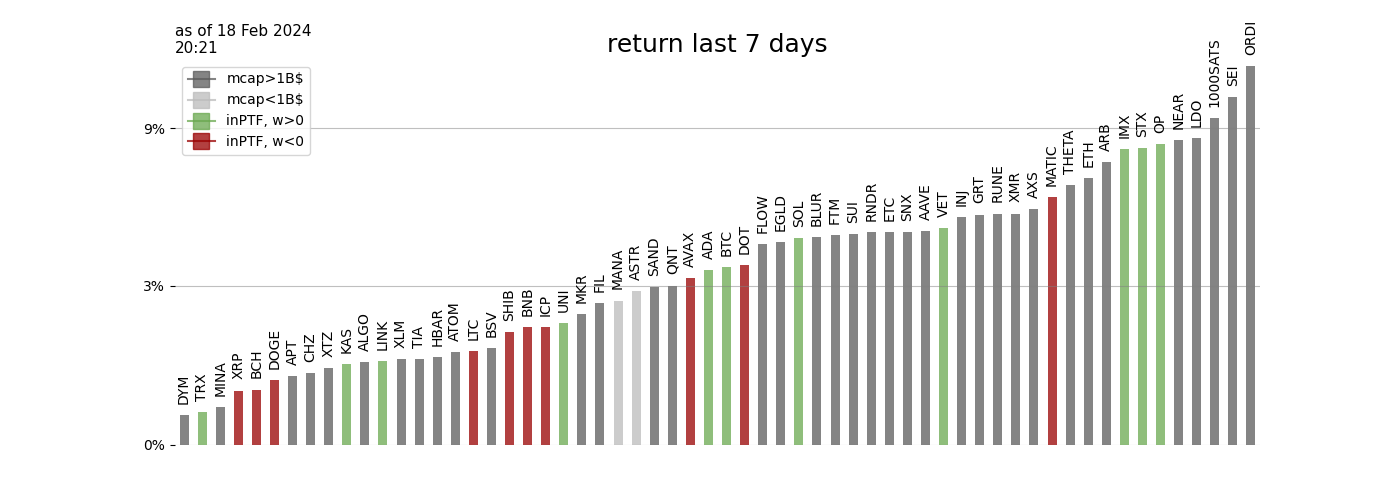 as of 18 Feb 2024
20:21
return last 7 days
mcap>1B$
mcap<1B$
inPTF, w>0
inPTF, w<0
9%
3%
0%
DYM
TRX
MINA
XRP
BCH
DOGE
APT
CHZ
XTZ
KAS
ALGO
LINK
XLM
TIA
HBAR
ATOM
LTC
BSV
SHIB
BNB
ICP
UNI
MKR
FIL
MANA
ASTR
SAND
QNT
AVAX
ADA
BTC
DOT
FLOW
EGLD
SOL
BLUR
FTM
SUI
RNDR
ETC
SNX
AAVE
VET
INJ
GRT
RUNE
XMR
AXS
MATIC
THETA
ETH
ARB
IMX
STX
OP
NEAR
LDO
1000SATS
SEI
ORDI